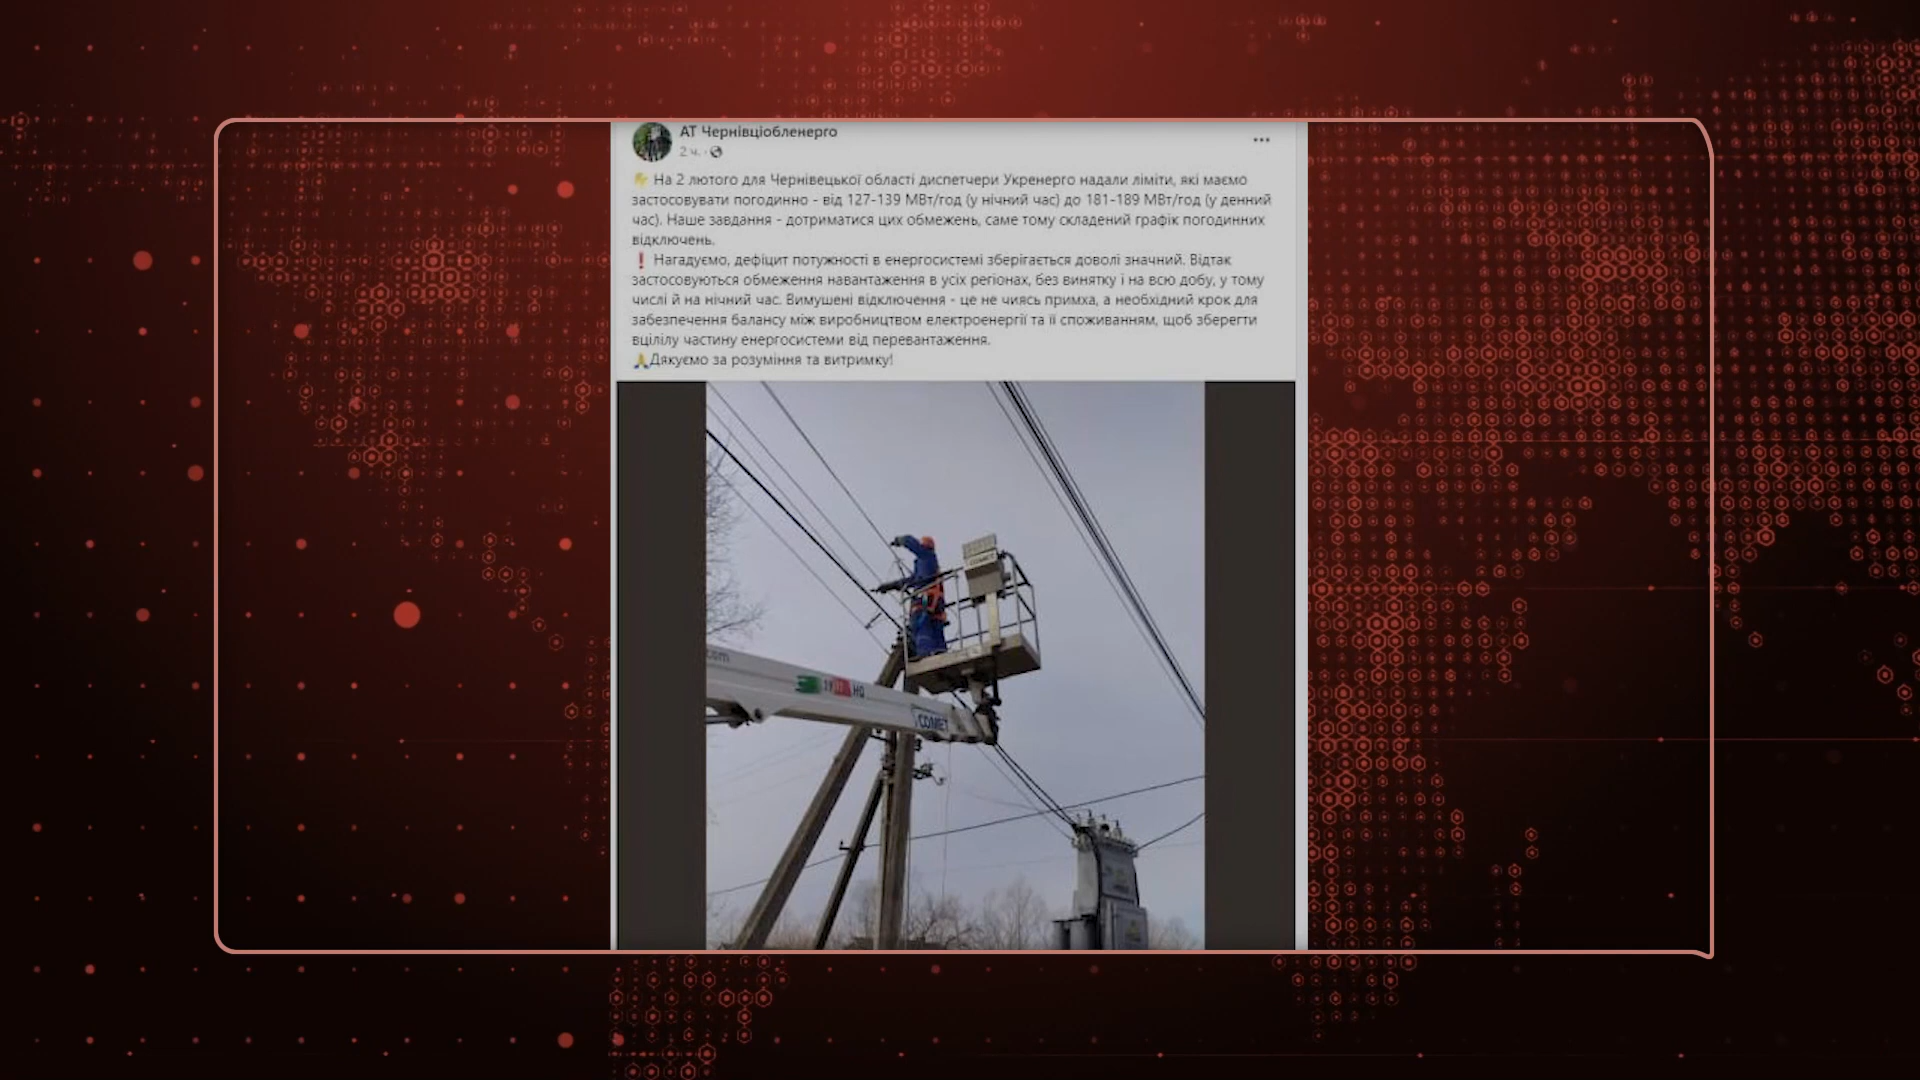 АТ Чернівціобленерго
2 ч. ·
На 2 лютого для Чернівецької області диспетчери Укренерго надали ліміти, які маємо
застосовувати погодинно - від 127-139 МВт/год (у нічний час) до 181-189 МВт/год (у денний
час). Наше завдання - дотриматися цих обмежень, саме тому складений графік погодинних
відключень.
❗ Нагадуємо, дефіцит потужності в енергосистемі зберігається доволі значний. Відтак
застосовуються обмеження навантаження в усіх регіонах, без винятку і на всю добу, у тому
числі й на нічний час. Вимушені відключення - це не чиясь примха, а необхідний крок для
забезпечення балансу між виробництвом електроенергії та її споживанням, щоб зберегти
вцілілу частину енергосистеми від перевантаження.
🙏Дякуємо за розуміння та витримку!
COMET
.com
HQ
COMET